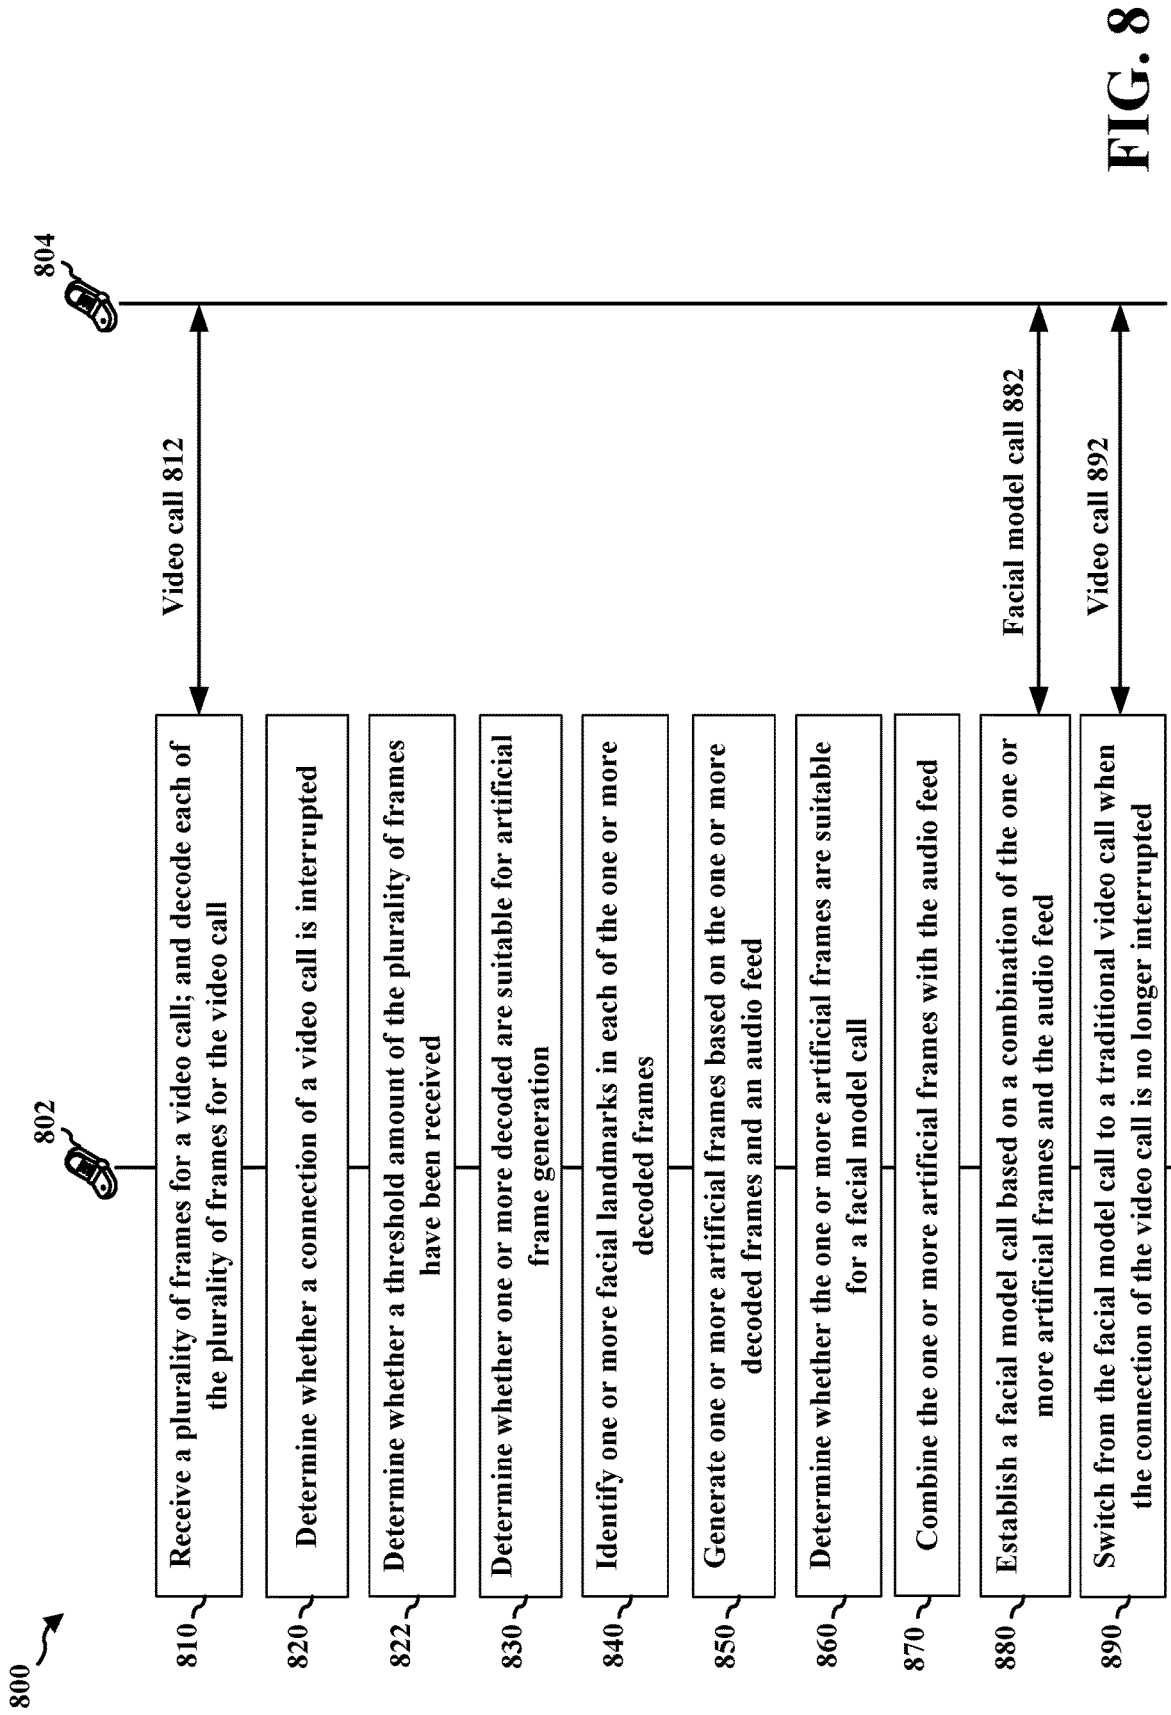 800
802
804
810
Receive a plurality of frames for a video call; and decode each of
the plurality of frames for the video call
Video call 812
820
Determine whether a connection of a video call is interrupted
822
Determine whether a threshold amount of the plurality of frames
have been received
830
Determine whether one or more decoded are suitable for artificial
frame generation
840
Identify one or more facial landmarks in each of the one or more
decoded frames
850
Generate one or more artificial frames based on the one or more
decoded frames and an audio feed
860
Determine whether the one or more artificial frames are suitable
for a facial model call
870
Combine the one or more artificial frames with the audio feed
880
Establish a facial model call based on a combination of the one or
more artificial frames and the audio feed
Facial model call 882
890
Switch from the facial model call to a traditional video call when
the connection of the video call is no longer interrupted
Video call 892
FIG. 8